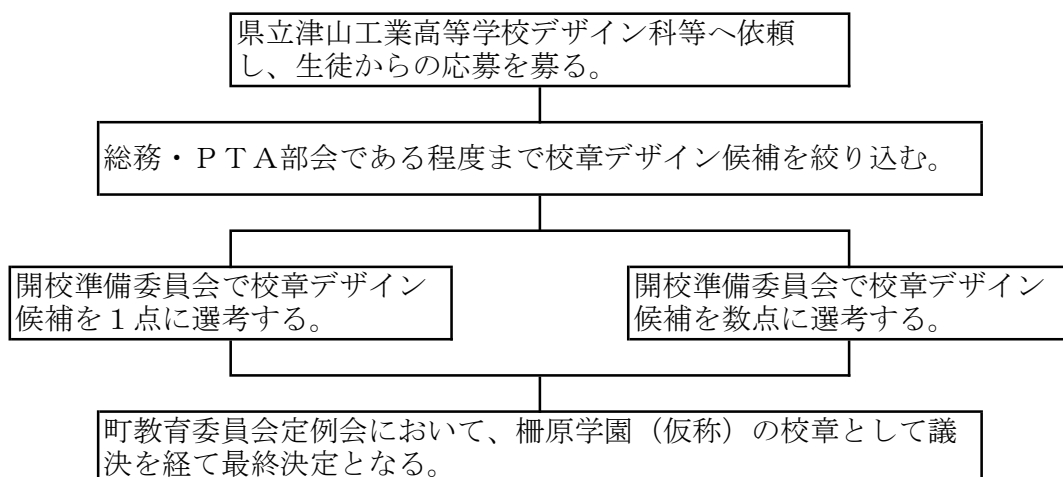 県立津山工業高等学校デザイン科等へ依頼
し、生徒からの応募を募る。
総務・ＰＴＡ部会である程度まで校章デザイン候補を絞り込む。
開校準備委員会で校章デザイン
候補を１点に選考する。
開校準備委員会で校章デザイン
候補を数点に選考する。
町教育委員会定例会において、柵原学園（仮称）の校章として議
決を経て最終決定となる。